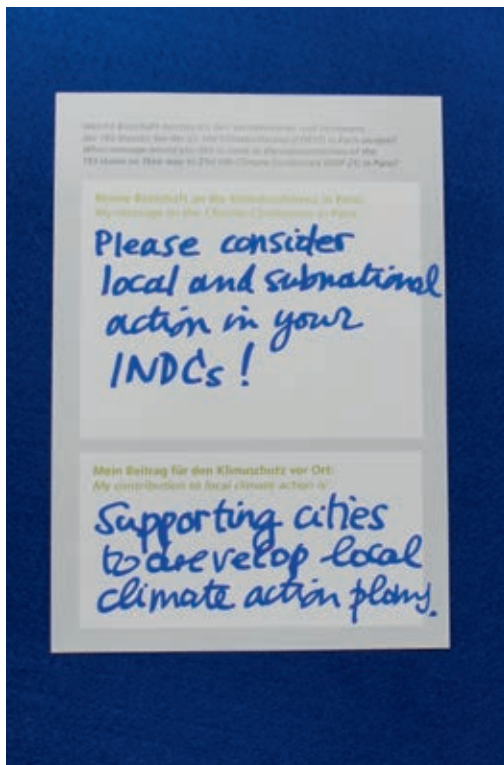 Meine Botschaft an die Klimakonferenz in Paris:
My message to the Climate Conference in Paris
Please consider
local and subnational
action in your
INDCs!
Mein Beitrag für den Klimaschutz vor Ort:
My contribution to local climate action is
Supporting cities
to develop local
climate action plans.